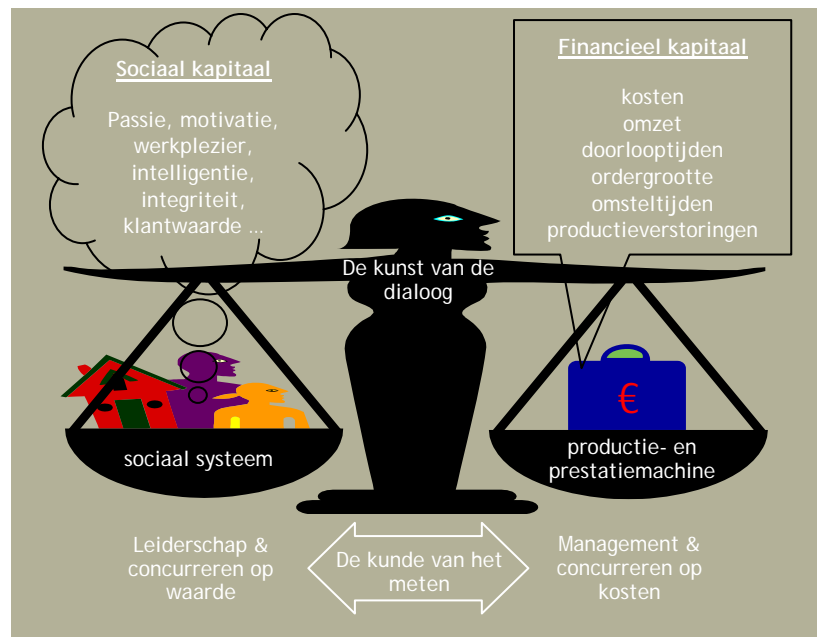 Sociaal kapitaal
Passie, motivatie,
werkplezier,
intelligentie,
integriteit,
klantwaarde ...
Financieel kapitaal
kosten
omzet
doorlooptijden
ordergrootte
omsteltijden
productieverstoringen
De kunst van de
dialoog
€
sociaal systeem
productie- en
prestatiemachine
Leiderschap &
concurreren op
waarde
De kunde van het
meten
Management &
concurreren op
kosten